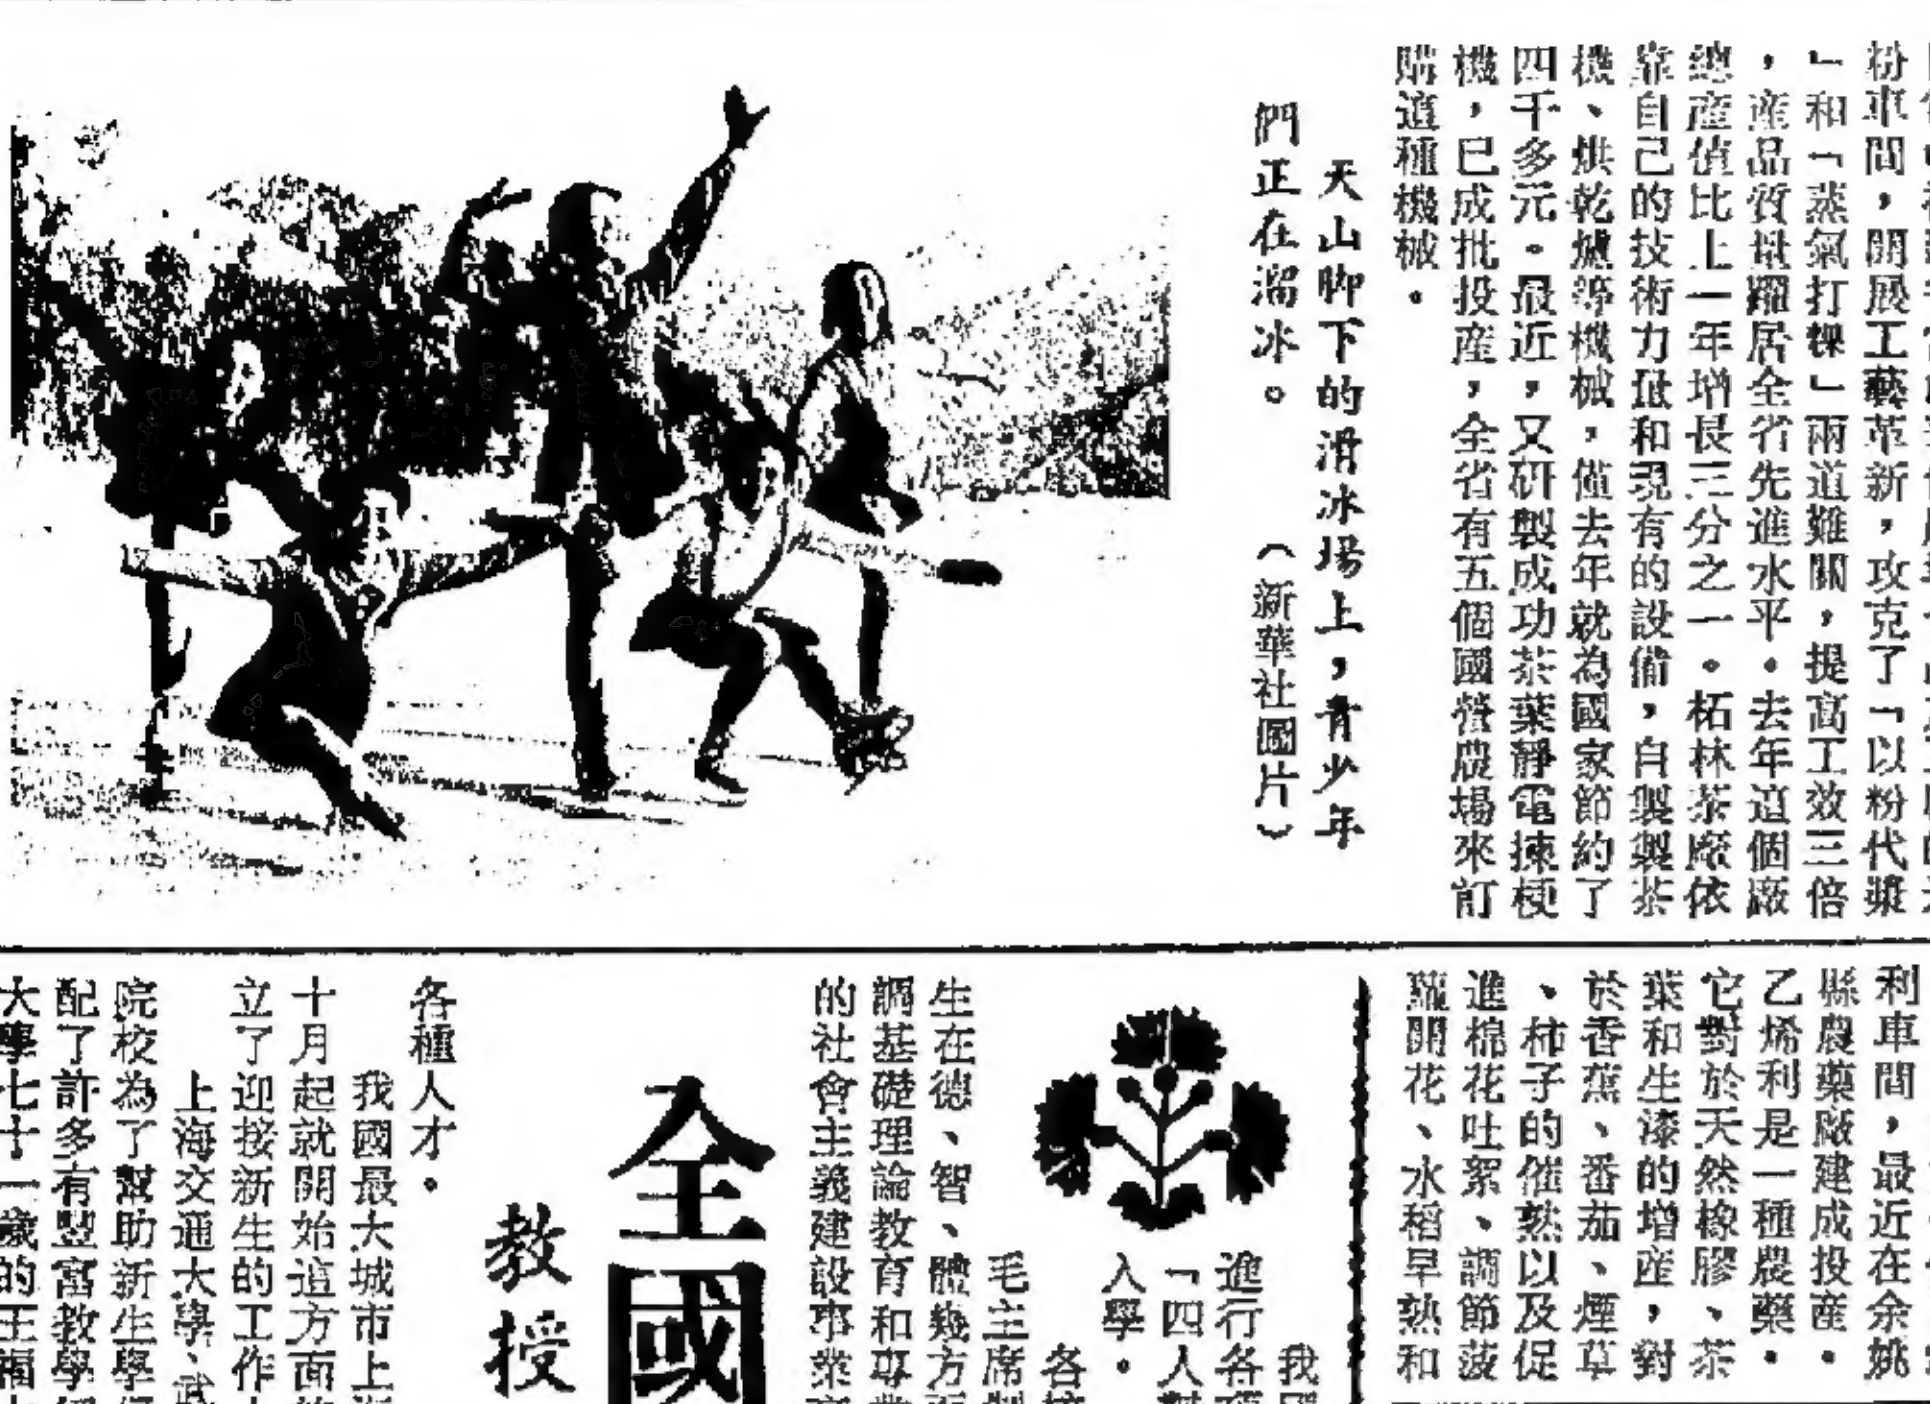 粉車間，開展工藝革新，攻克了「以粉代漿
」和「蒸氣打粿」兩道難關，提高工效三倍
，產品質量躍居全省先進水平。去年這個廠
總產值比上一年增長三分之一。柘林茶廠依
靠自己的技術力量和現有的設備，自製製茶
機、烘乾爐等機械，僅去年就為國家節約了
四千多元。最近，又研製成功茶葉靜電揀梗
機，已成批投產，全省有五個國營農場來訂
購這種機械。
天山脚下的滑冰場上，青少年
們正在溜冰。 （新華社圖片）
利車間，最近在余姚
縣農藥廠建成投產。
乙烯利是一種農藥。
它對於天然橡膠、茶
葉和生漆的增產，對
於香蕉、番茄、煙草
、柿子的催熟以及促
進棉花吐絮、調節菠
蘿開花、水稻早熟和
我國
進行各種
「四人幫
入學。
各
毛主席
生在德、智、體幾方面
調基礎理論教育和專業
的社會主義建設事業
全國
教授
各種人才。
我國最大城市上海
十月起就開始這方面的
立了迎接新生的工作
上海交通大學、武
院校為了幫助新生學
配了許多有豐富教學
大學七十一歲的王福